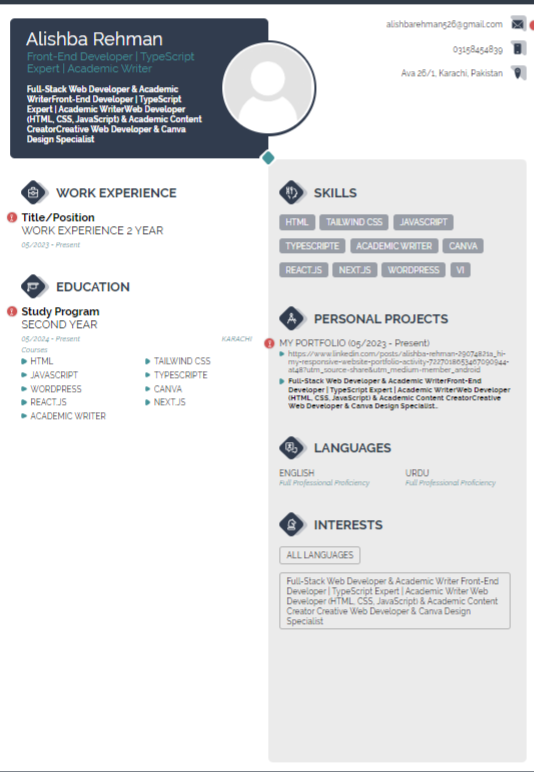 Alishba Rehman
Front-End Developer | TypeScript
Expert | Academic Writer
Full-Stack Web Developer & Academic
WriterFront-End Developer | TypeScript
Expert | Academic WriterWeb Developer
(HTML, CSS, JavaScript) & Academic Content
CreatorCreative Web Developer & Canva
Design Specialist
alishbarehman526@gmail.com
03158454839
Ava 26/1, Karachi, Pakistan
WORK EXPERIENCE
Title/Position
WORK EXPERIENCE 2 YEAR
05/2023 - Present
EDUCATION
Study Program
SECOND YEAR
05/2024 - Present KARACHI
Courses
HTML TAILWIND CSS
JAVASCRIPT TYPESCRIPTE
WORDPRESS CANVA
REACT.JS NEXT.JS
ACADEMIC WRITER
SKILLS
HTML TAILWIND CSS JAVASCRIPT
TYPESCRIPTE ACADEMIC WRITER CANVA
REACT.JS NEXT.JS WORDPRESS VI
PERSONAL PROJECTS
MY PORTFOLIO (05/2023 - Present)
https://www.linkedin.com/posts/alishba-rehman-29074821a_hi-
my-responsive-website-portfolio-activity-7227018653467090944-
at48?utm_source=share&utm_medium=member_android
Full-Stack Web Developer & Academic WriterFront-End
Developer | TypeScript Expert | Academic WriterWeb Developer
(HTML, CSS, JavaScript) & Academic Content CreatorCreative
Web Developer & Canva Design Specialist..
LANGUAGES
ENGLISH URDU
Full Professional Proficiency Full Professional Proficiency
INTERESTS
ALL LANGUAGES
Full-Stack Web Developer & Academic Writer Front-End
Developer | TypeScript Expert | Academic Writer Web
Developer (HTML, CSS, JavaScript) & Academic Content
Creator Creative Web Developer & Canva Design
Specialist